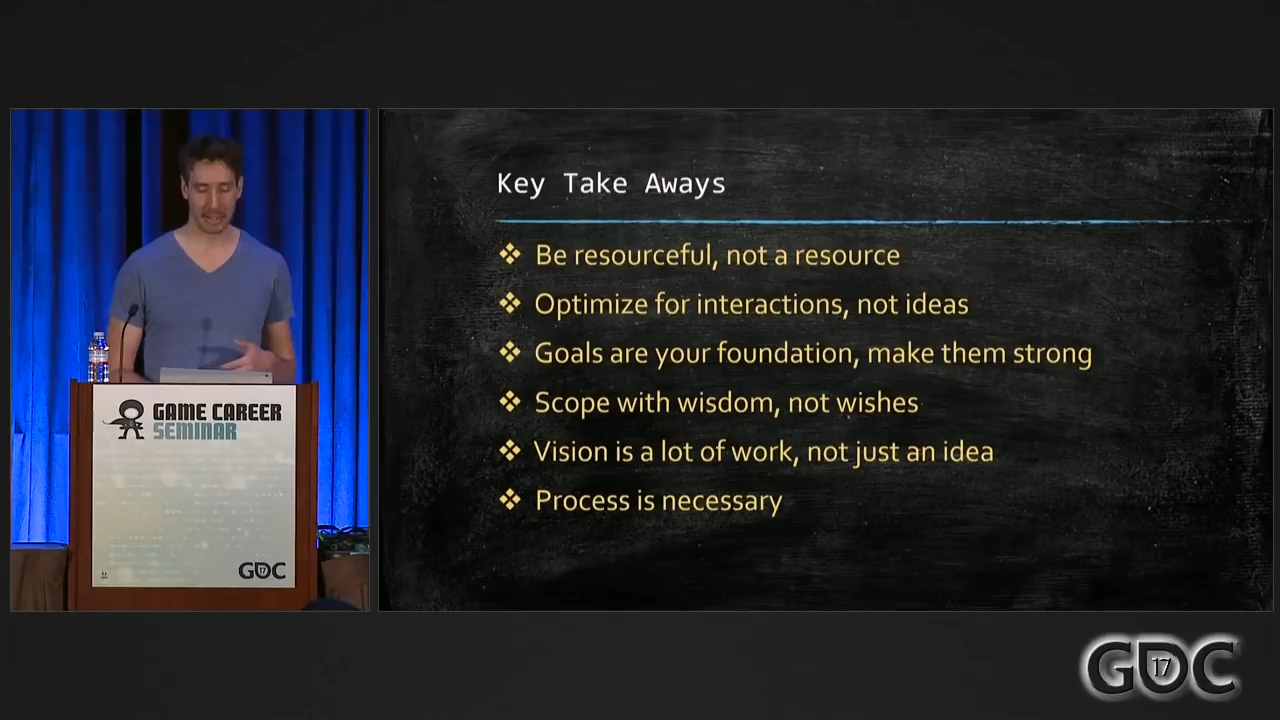 Key Take Aways
❖ Be resourceful, not a resource
❖ Optimize for interactions, not ideas
❖ Goals are your foundation, make them strong
❖ Scope with wisdom, not wishes
❖ Vision is a lot of work, not just an idea
❖ Process is necessary
GAME CAREER
SEMINAR
GDC 17
GDC 17